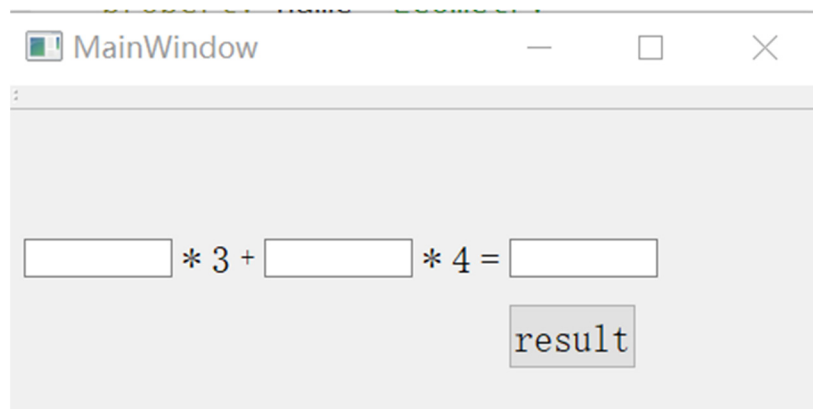 MainWindow
* 3 + * 4 =
result